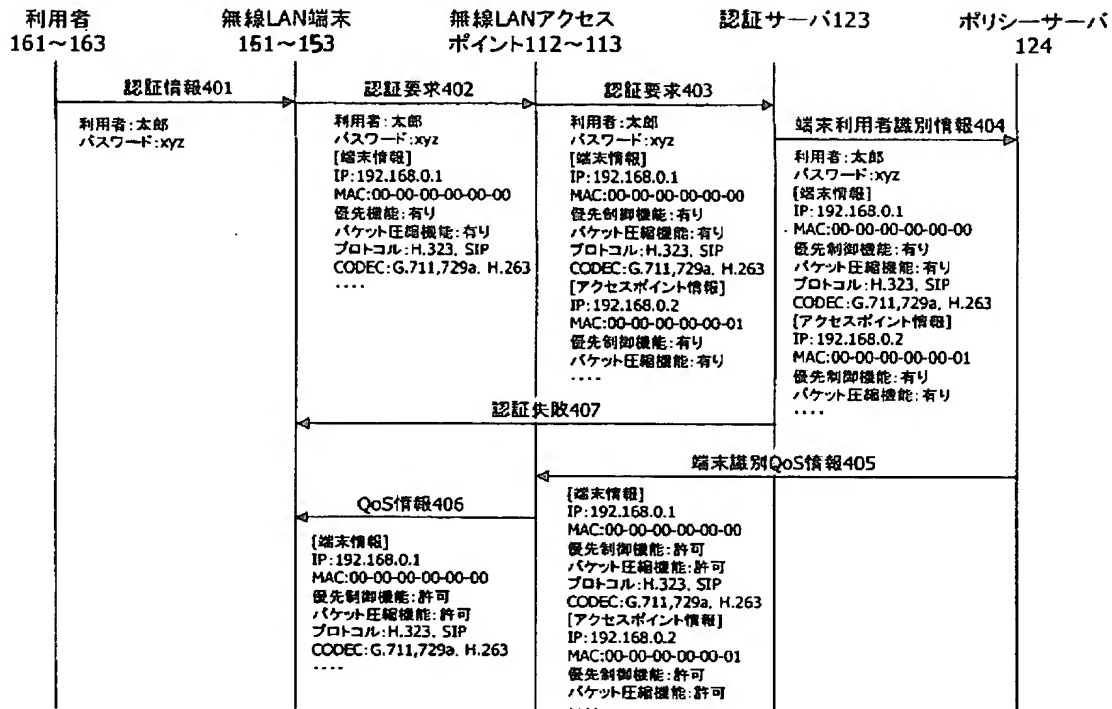 利用者
161～163
無線LAN端末
151～153
無線LANアクセス
ポイント112～113
認証サーバ123
ポリシーサーバ
124
認証情報401
利用者:太郎
パスワード:xyz
認証要求402
利用者:太郎
パスワード:xyz
[端末情報]
IP:192.168.0.1
MAC:00-00-00-00-00-00
優先機能:有り
パケット圧縮機能:有り
プロトコル:H.323, SIP
CODEC:G.711,729a, H.263
....
認証要求403
利用者:太郎
パスワード:xyz
[端末情報]
IP:192.168.0.1
MAC:00-00-00-00-00-00
優先制御機能:有り
パケット圧縮機能:有り
プロトコル:H.323, SIP
CODEC:G.711,729a, H.263
[アクセスポイント情報]
IP:192.168.0.2
MAC:00-00-00-00-00-01
優先制御機能:有り
パケット圧縮機能:有り
....
端末利用者識別情報404
利用者:太郎
パスワード:xyz
[端末情報]
IP:192.168.0.1
MAC:00-00-00-00-00-00
優先制御機能:有り
パケット圧縮機能:有り
プロトコル:H.323, SIP
CODEC:G.711,729a, H.263
[アクセスポイント情報]
IP:192.168.0.2
MAC:00-00-00-00-00-01
優先制御機能:有り
パケット圧縮機能:有り
....
認証失敗407
端末識別QoS情報405
[端末情報]
IP:192.168.0.1
MAC:00-00-00-00-00-00
優先制御機能:許可
パケット圧縮機能:許可
プロトコル:H.323, SIP
CODEC:G.711,729a, H.263
[アクセスポイント情報]
IP:192.168.0.2
MAC:00-00-00-00-00-01
優先制御機能:許可
パケット圧縮機能:許可
....
QoS情報406
[端末情報]
IP:192.168.0.1
MAC:00-00-00-00-00-00
優先制御機能:許可
パケット圧縮機能:許可
プロトコル:H.323, SIP
CODEC:G.711,729a, H.263
....